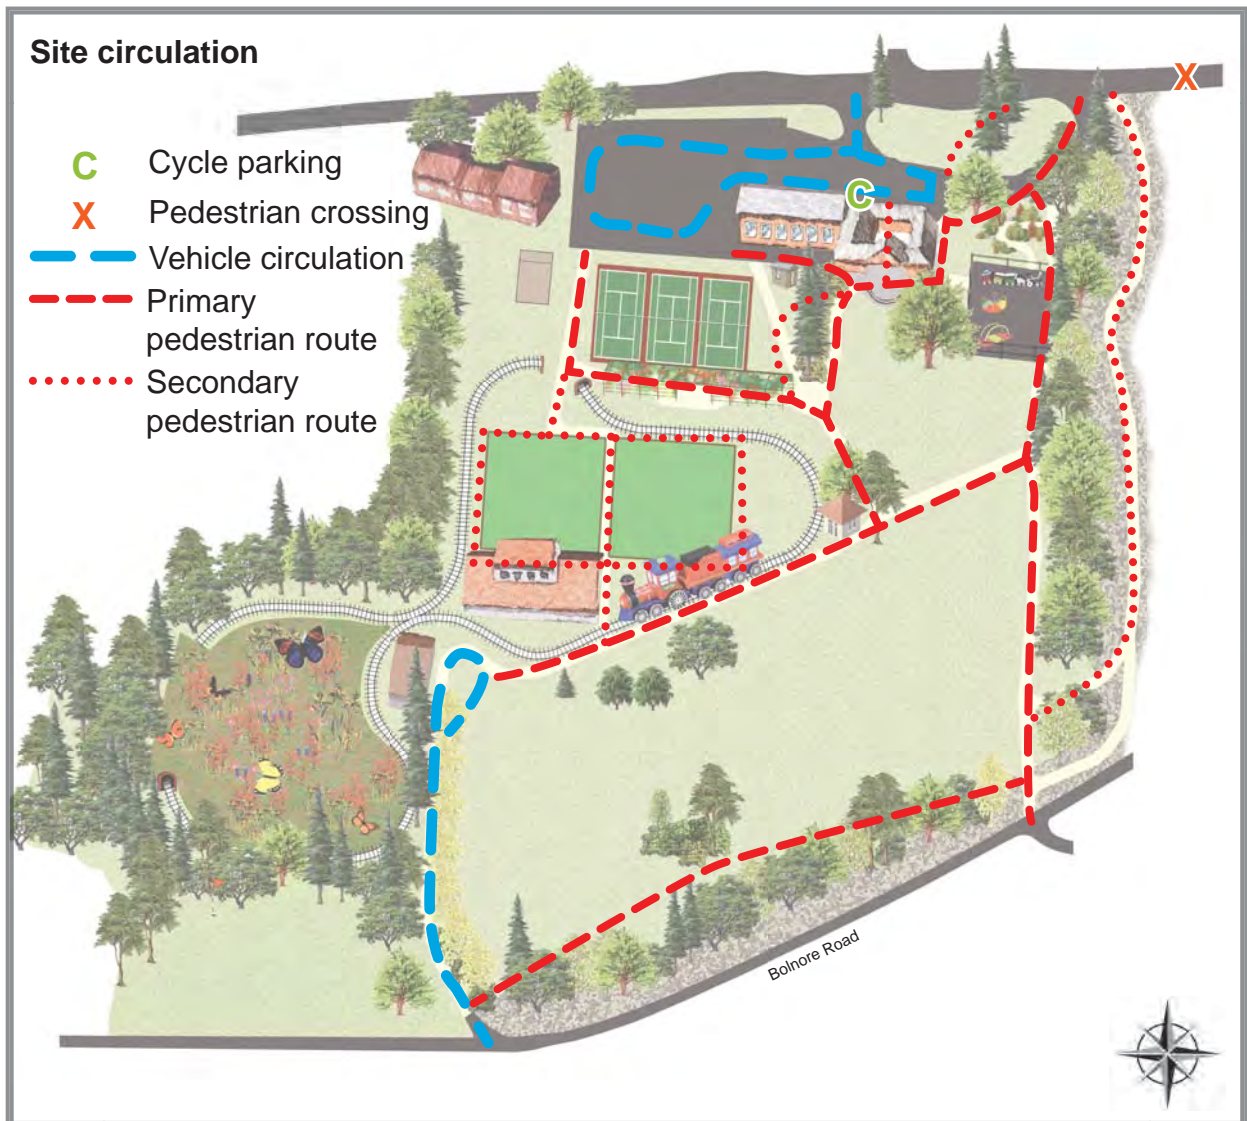 Site circulation
X
C Cycle parking
X Pedestrian crossing
Vehicle circulation
Primary
pedestrian route
Secondary
pedestrian route
C
Bolnore Road